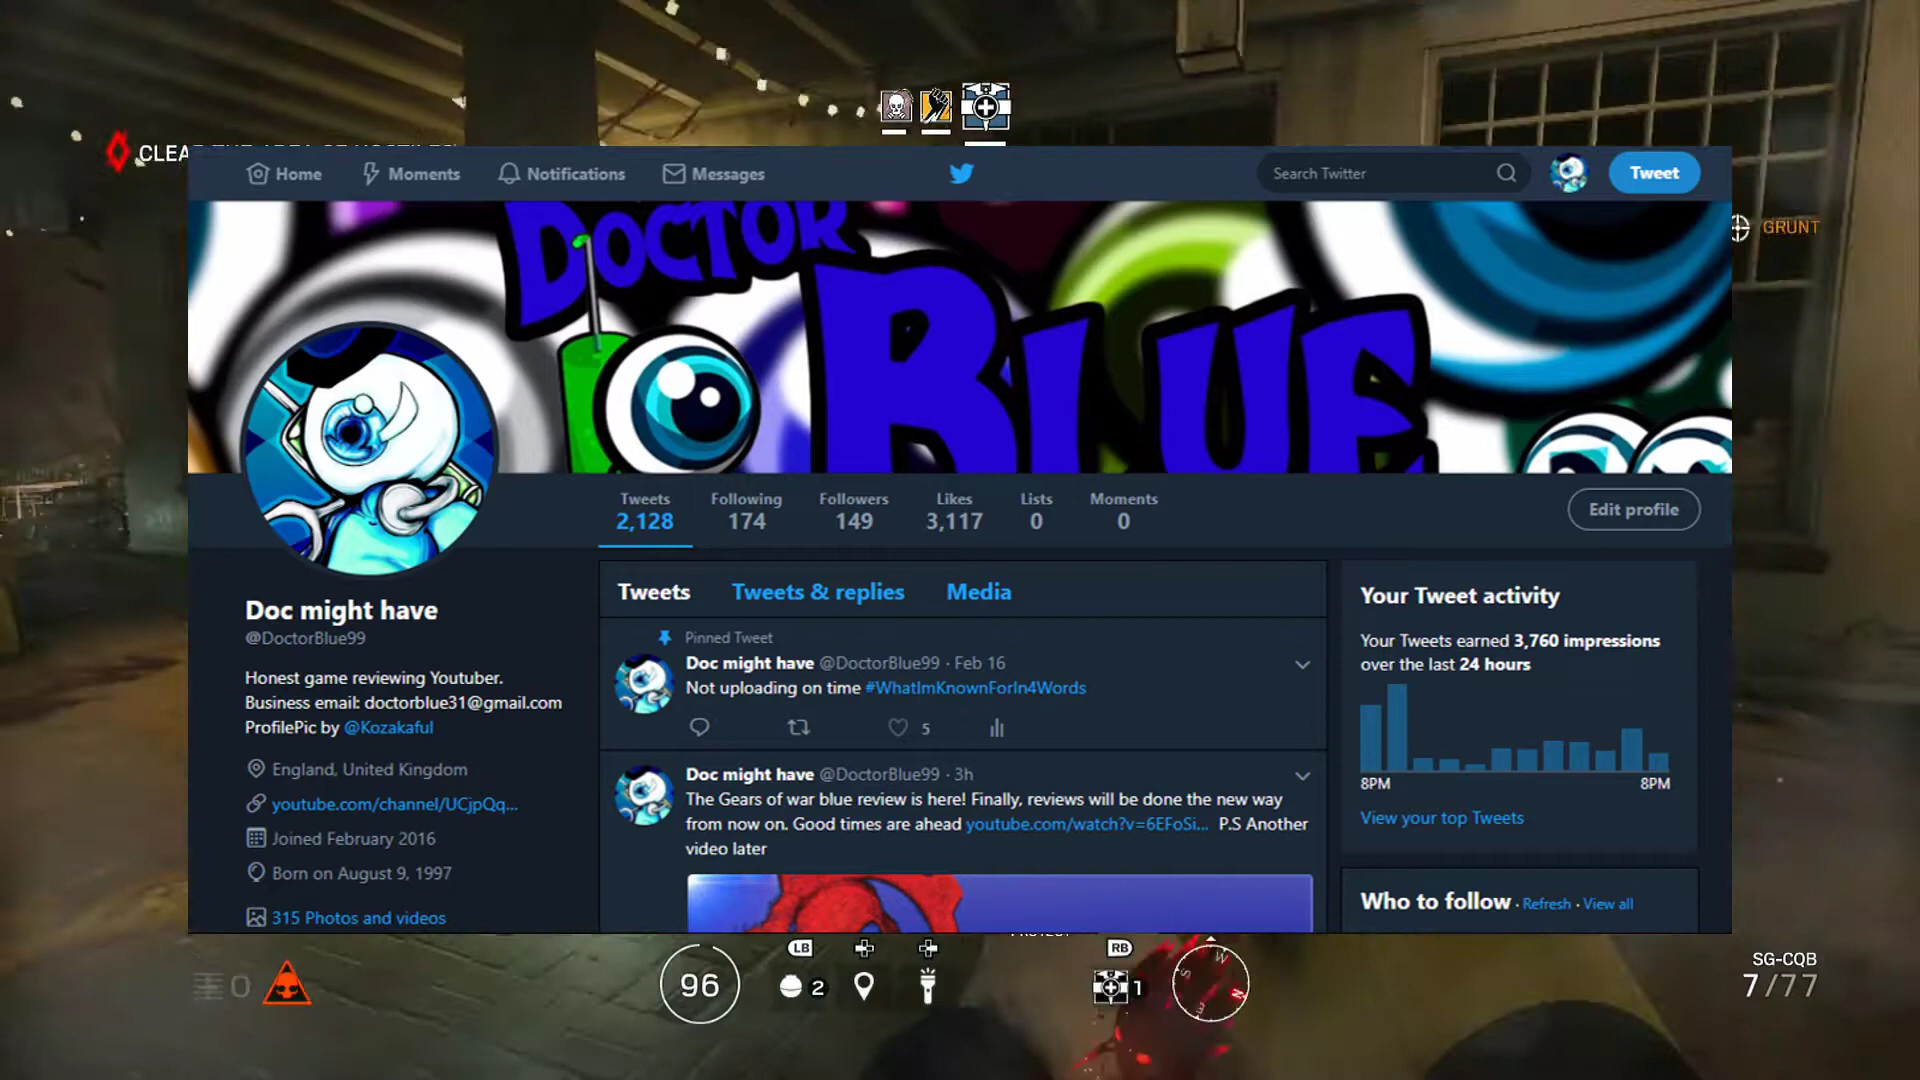 CLEAR THE AREA OF HOSTILES
Home
Moments
Notifications
Messages
Search Twitter
Tweet
GRUNT
DOCTOR
BLUE
Tweets
2,128
Following
174
Followers
149
Likes
3,117
Lists
0
Moments
0
Edit profile
Doc might have
@DoctorBlue99
Honest game reviewing Youtuber.
Business email: doctorblue31@gmail.com
ProfilePic by @Kozakaful
England, United Kingdom
youtube.com/channel/UCjpQq...
Joined February 2016
Born on August 9, 1997
315 Photos and videos
Tweets
Tweets & replies
Media
Pinned Tweet
Doc might have @DoctorBlue99 · Feb 16
Not uploading on time #WhatImKnownForIn4Words
5
Doc might have @DoctorBlue99 · 3h
The Gears of war blue review is here! Finally, reviews will be done the new way
from now on. Good times are ahead youtube.com/watch?v=6EFoSi... P.S Another
video later
Your Tweet activity
Your Tweets earned 3,760 impressions
over the last 24 hours
8PM
8PM
View your top Tweets
Who to follow · Refresh · View all
0
96
LB
2
RB
1
W
S
N
E
SG-CQB
7/77